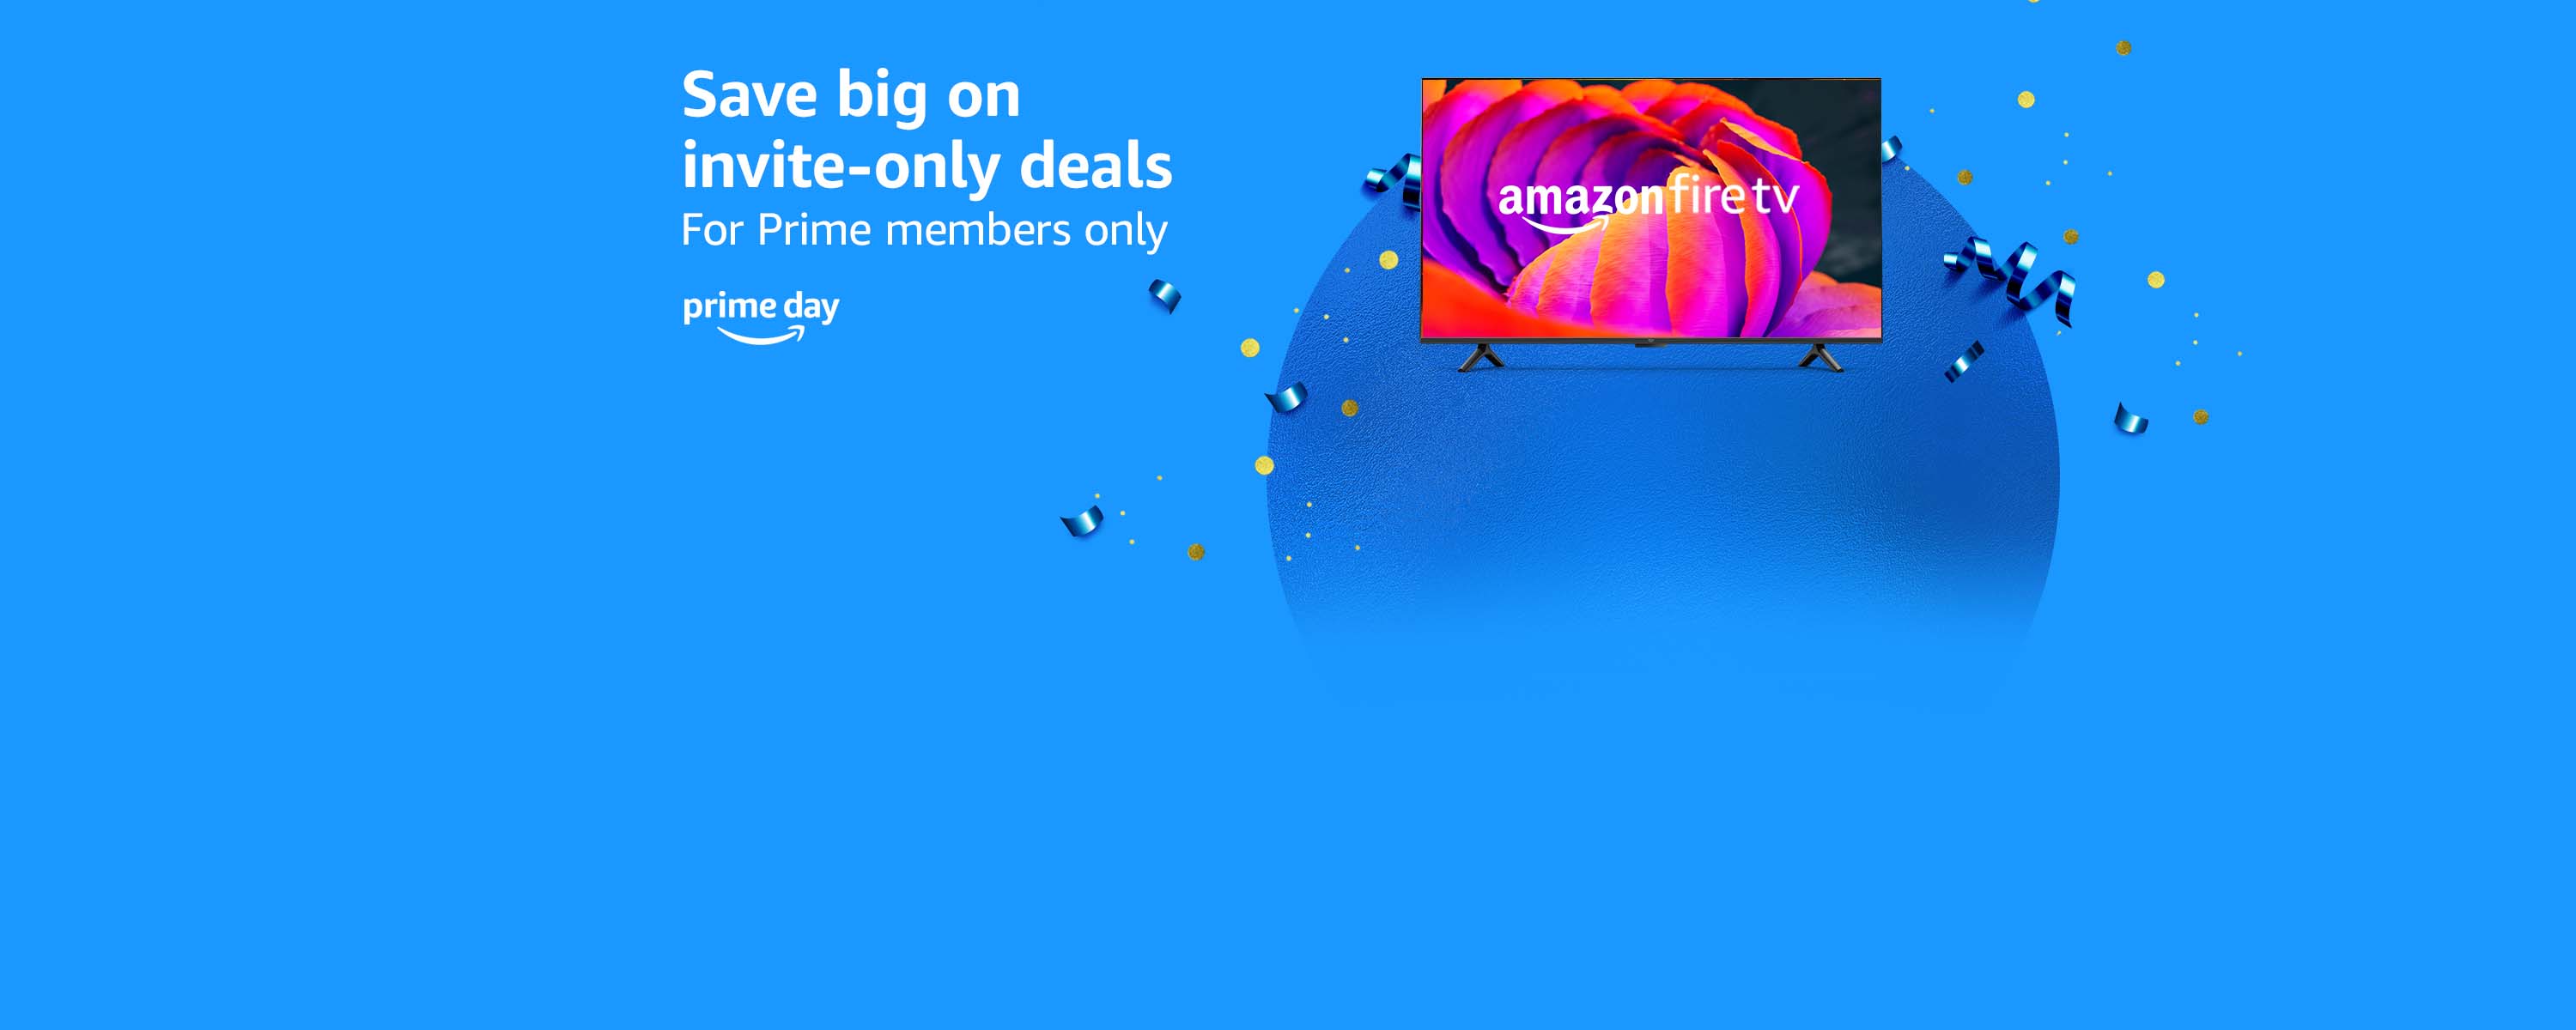 Save big on
invite-only deals
For Prime members only
prime day
amazon fire tv